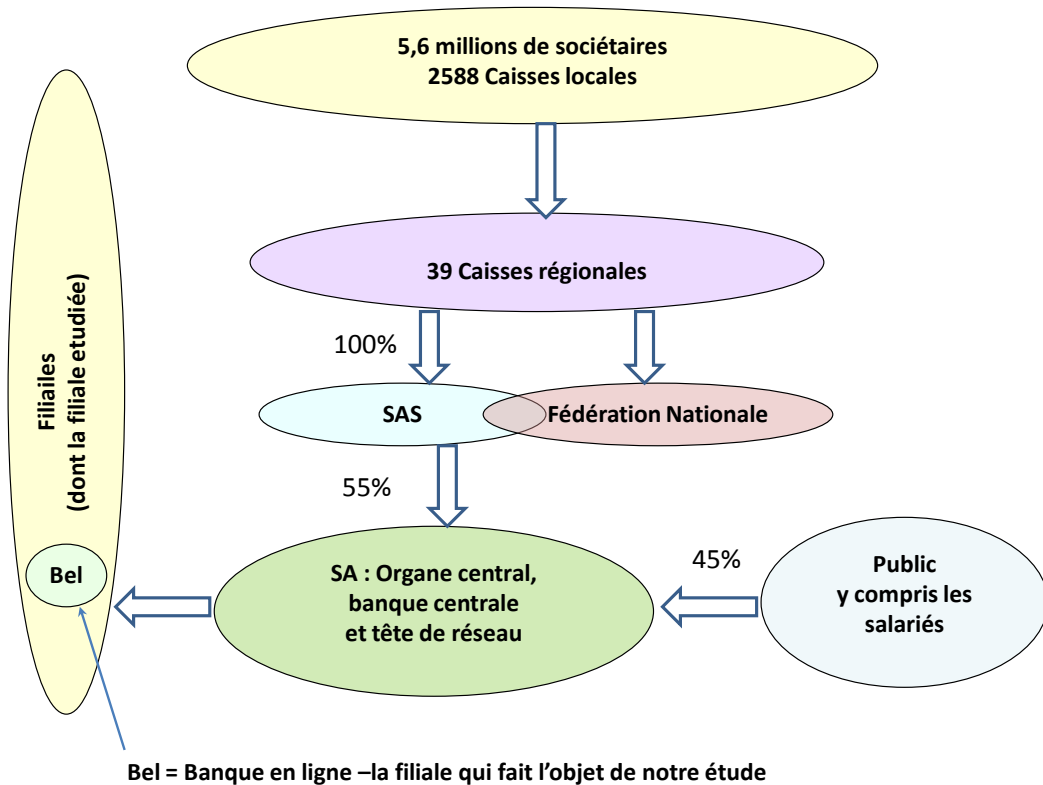 5,6 millions de sociétaires
2588 Caisses locales
39 Caisses régionales
100%
SAS
Fédération Nationale
55%
Filiailes
(dont la filiale etudiée)
Bel
SA : Organe central,
banque centrale
et tête de réseau
45%
Public
y compris les
salariés
Bel = Banque en ligne –la filiale qui fait l'objet de notre étude